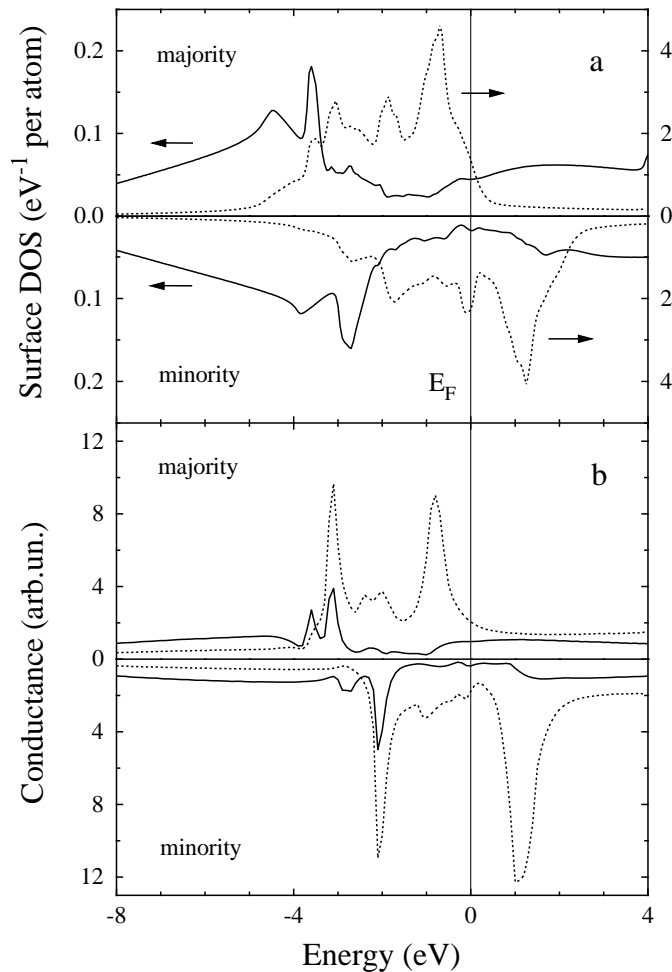 Surface DOS (eV⁻¹ per atom)
0.2
0.1
0.0
0.1
0.2
majority
a
4
2
0
2
4
minority
E_F
Conductance (arb.un.)
12
8
4
0
4
8
12
majority
b
minority
-8
-4
0
4
Energy (eV)